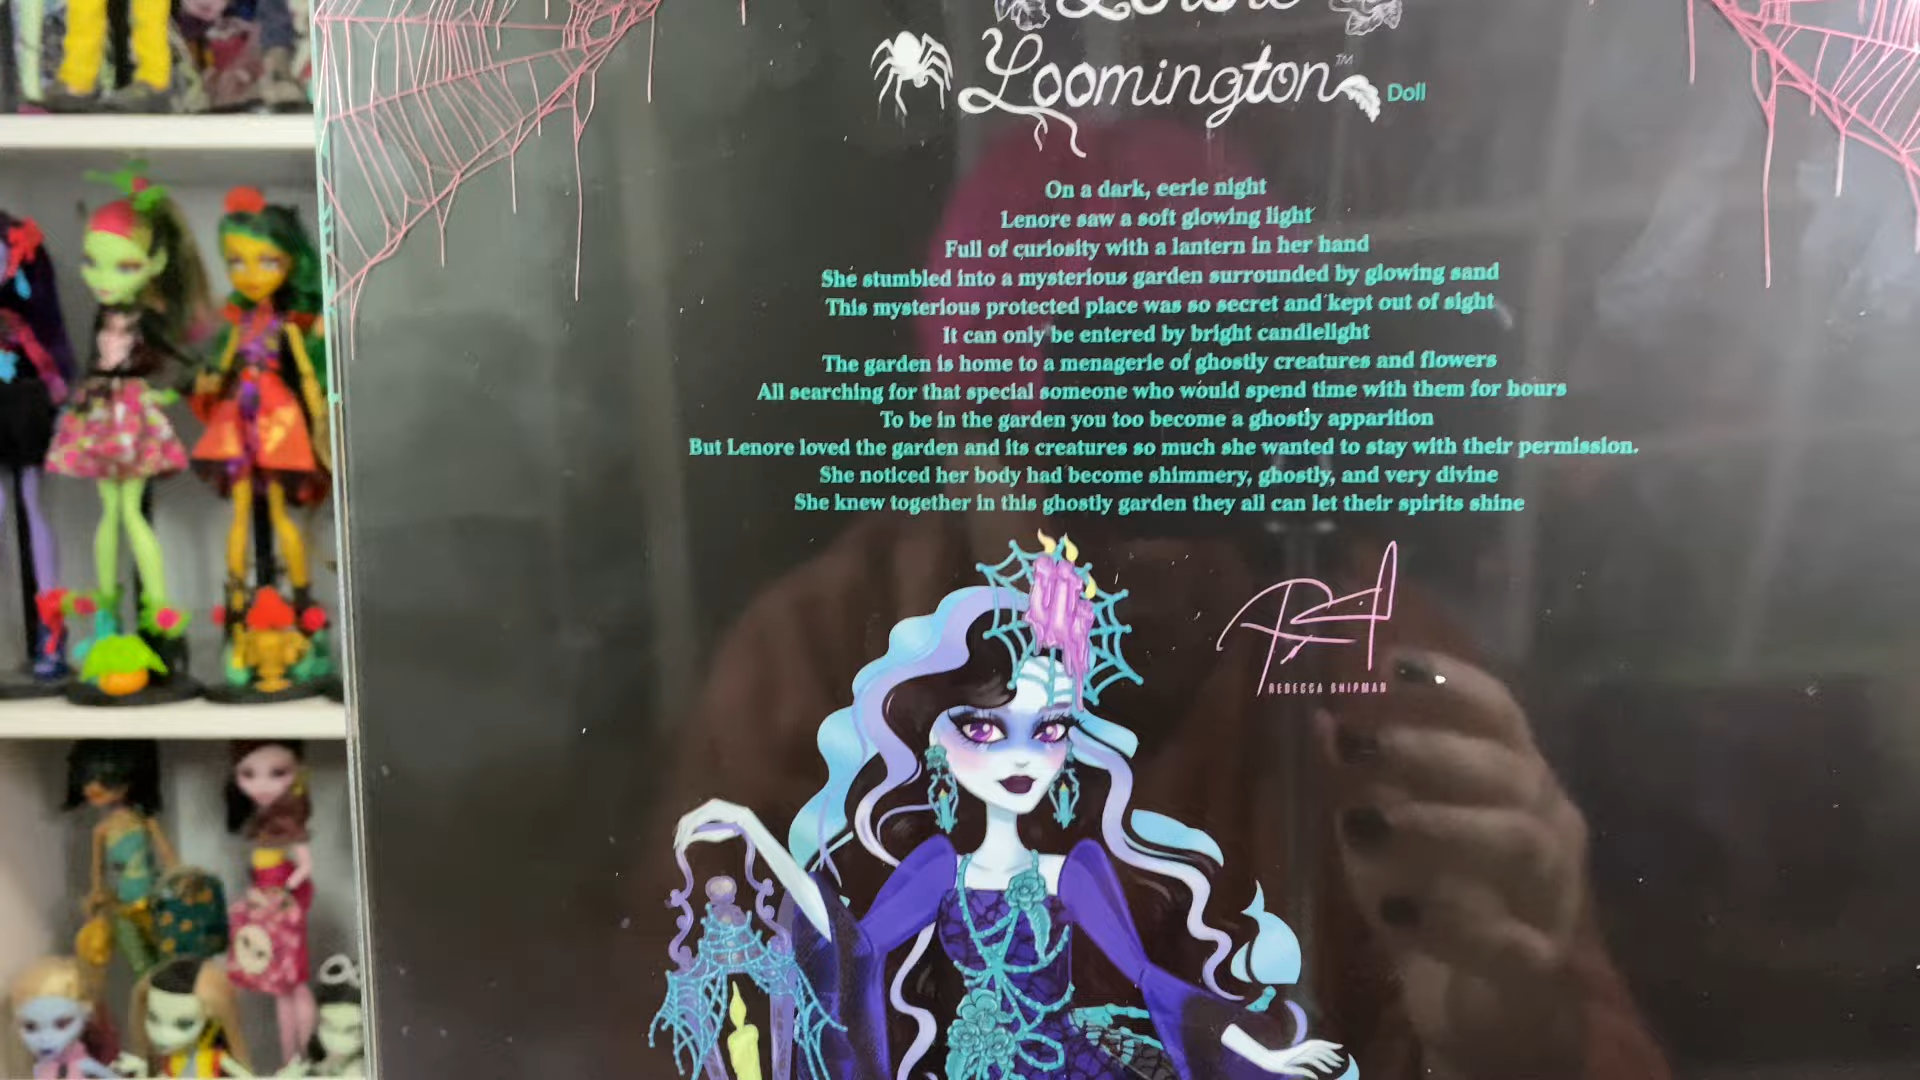 Lenore
Loomington™ Doll
On a dark, eerie night
Lenore saw a soft glowing light
Full of curiosity with a lantern in her hand
She stumbled into a mysterious garden surrounded by glowing sand
This mysterious protected place was so secret and kept out of sight
It can only be entered by bright candlelight
The garden is home to a menagerie of ghostly creatures and flowers
All searching for that special someone who would spend time with them for hours
To be in the garden you too become a ghostly apparition
But Lenore loved the garden and its creatures so much she wanted to stay with their permission.
She noticed her body had become shimmery, ghostly, and very divine
She knew together in this ghostly garden they all can let their spirits shine
REBECCA SHIPMAN